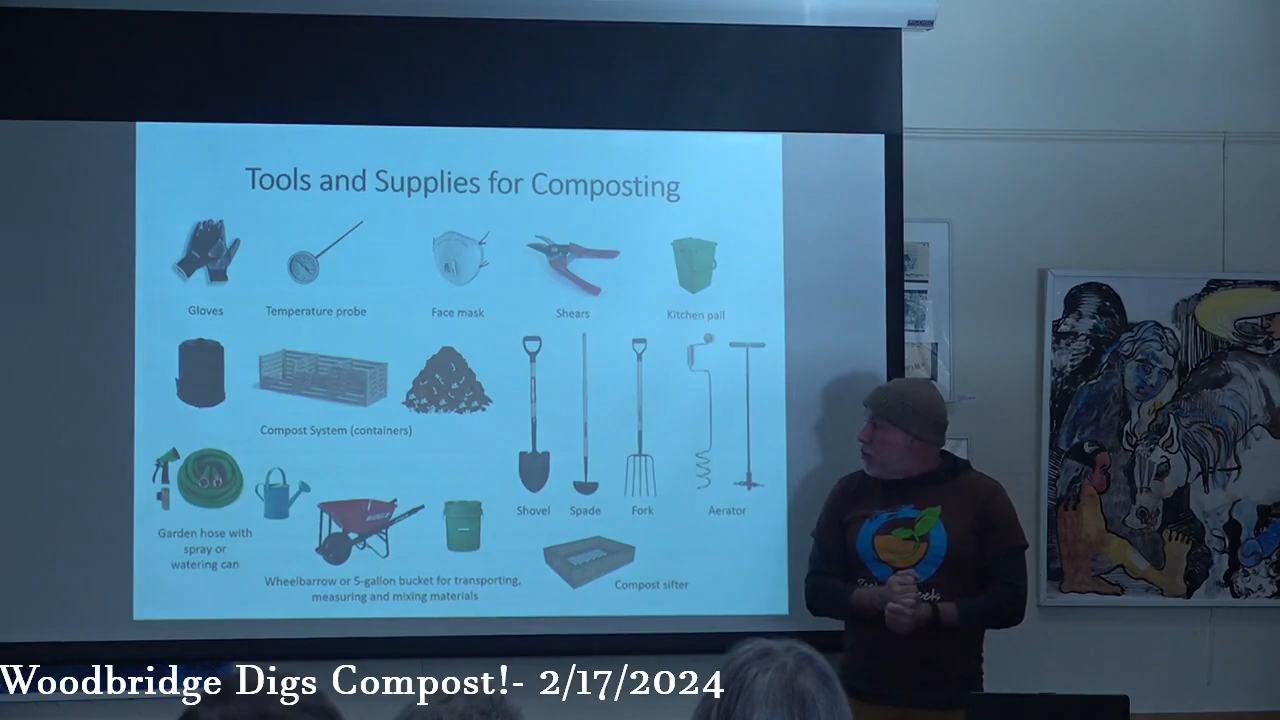 Tools and Supplies for Composting
Gloves
Temperature probe
Face mask
Shears
Kitchen pail
Compost System (containers)
Shovel
Spade
Fork
Aerator
Garden hose with
spray or
watering can
Wheelbarrow or 5-gallon bucket for transporting,
measuring and mixing materials
Compost sifter
Woodbridge Digs Compost!- 2/17/2024